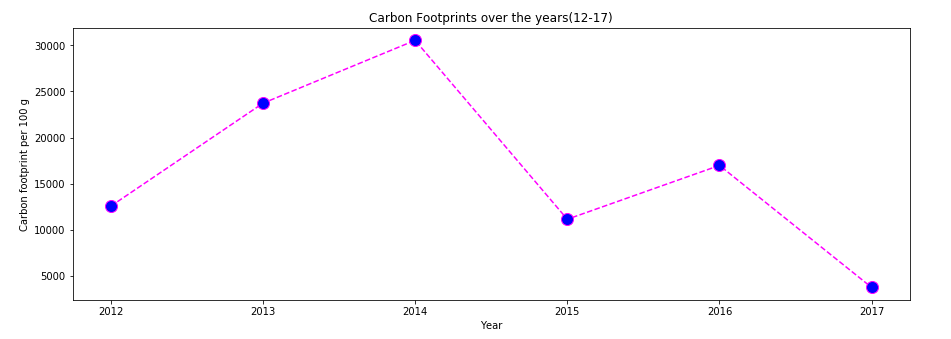 Carbon Footprints over the years(12-17)
30000
25000
20000
15000
10000
5000
Carbon footprint per 100 g
2012 2013 2014 2015 2016 2017
Year